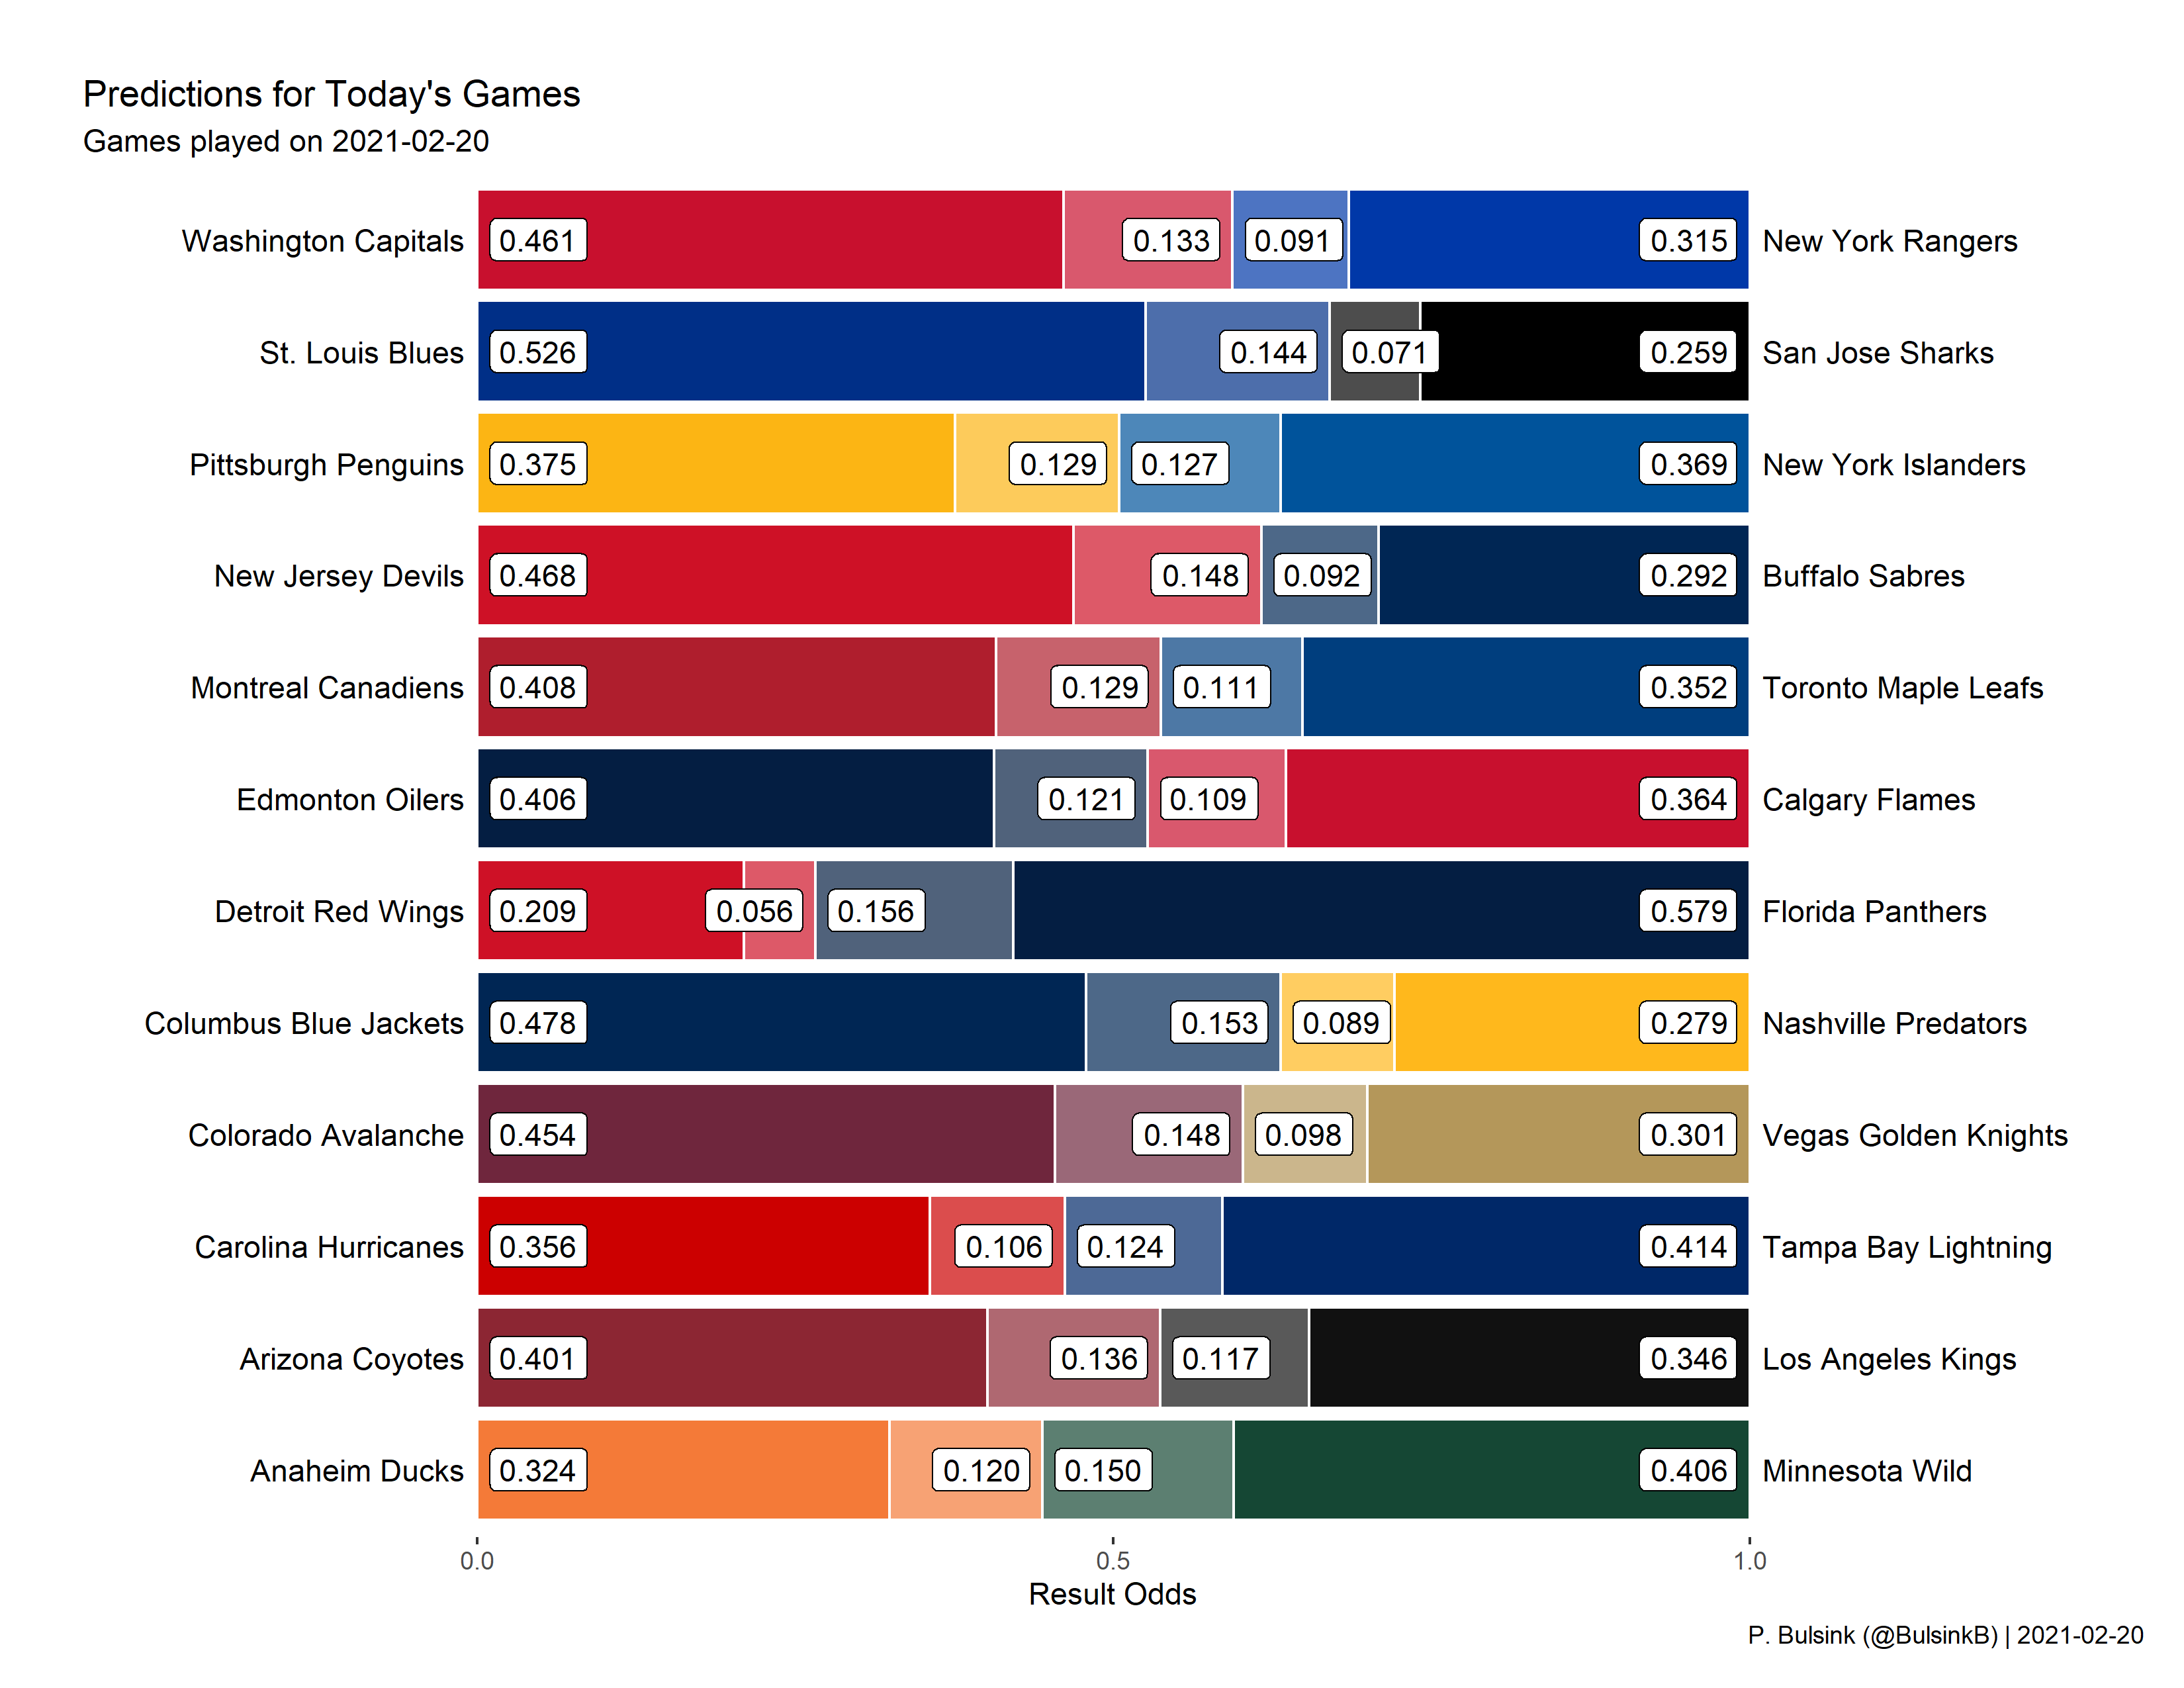 Predictions for Today's Games
Games played on 2021-02-20
Washington Capitals 0.461 0.133 0.091 0.315 New York Rangers
St. Louis Blues 0.526 0.144 0.071 0.259 San Jose Sharks
Pittsburgh Penguins 0.375 0.129 0.127 0.369 New York Islanders
New Jersey Devils 0.468 0.148 0.092 0.292 Buffalo Sabres
Montreal Canadiens 0.408 0.129 0.111 0.352 Toronto Maple Leafs
Edmonton Oilers 0.406 0.121 0.109 0.364 Calgary Flames
Detroit Red Wings 0.209 0.056 0.156 0.579 Florida Panthers
Columbus Blue Jackets 0.478 0.153 0.089 0.279 Nashville Predators
Colorado Avalanche 0.454 0.148 0.098 0.301 Vegas Golden Knights
Carolina Hurricanes 0.356 0.106 0.124 0.414 Tampa Bay Lightning
Arizona Coyotes 0.401 0.136 0.117 0.346 Los Angeles Kings
Anaheim Ducks 0.324 0.120 0.150 0.406 Minnesota Wild
0.0 0.5 1.0
Result Odds
P. Bulsink (@BulsinkB) | 2021-02-20